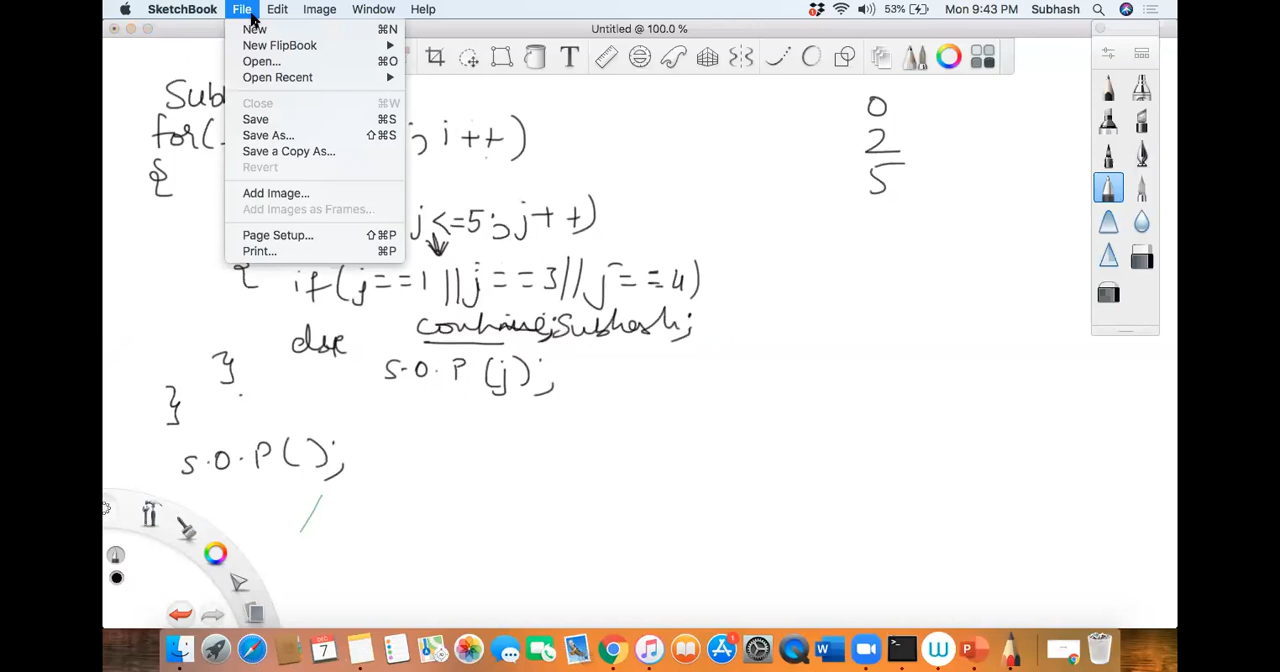 SketchBook File Edit Image Window Help 53% Mon 9:43 PM Subhash
Untitled @ 100.0 %
New ⌘N
New FlipBook
Open... ⌘O
Open Recent
Close ⌘W
Save ⌘S
Save As... ⇧⌘S
Save a Copy As...
Revert
Add Image...
Add Images as Frames...
Page Setup... ⇧⌘P
Print... ⌘P
T
Sub
for( ; i++)
{
j<=5;j++)
{ if(j==1||j==3||j==4)
continue;Subhash;
else
S.O.P(j);
}
}
S.O.P();
0
2
5
DEC
7
W
P